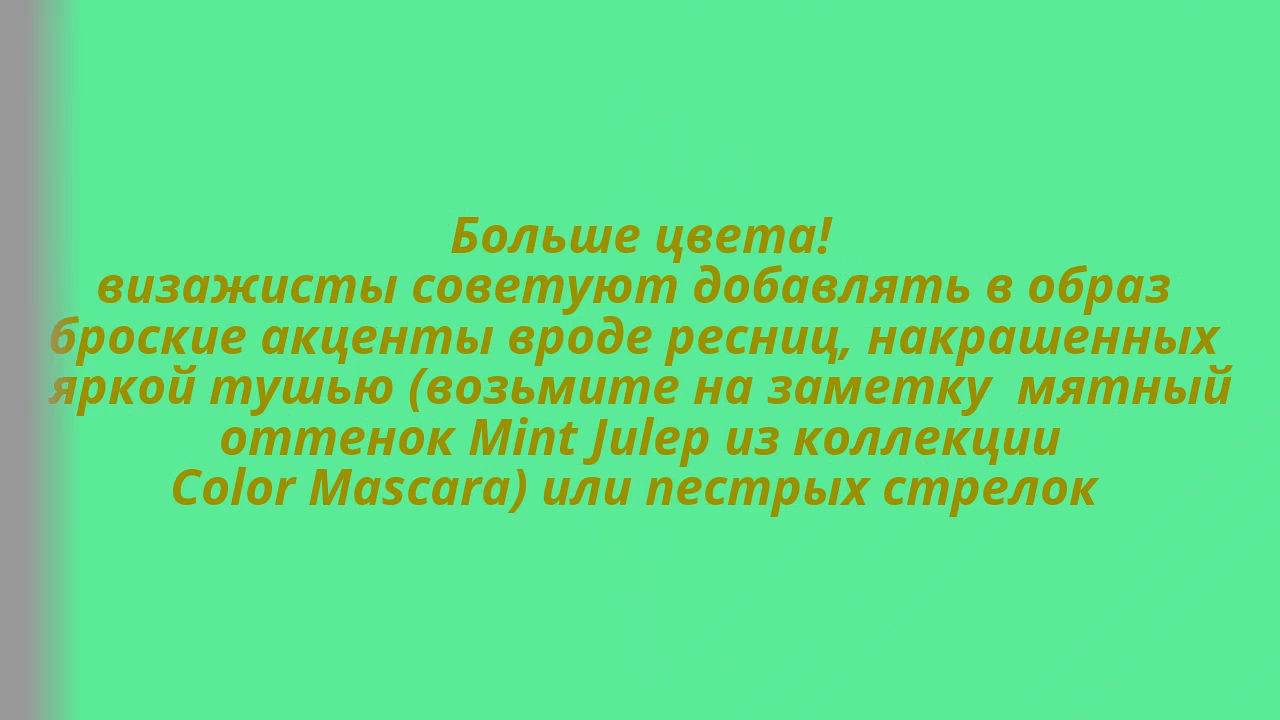 Больше цвета!
визажисты советуют добавлять в образ
броские акценты вроде ресниц, накрашенных
яркой тушью (возьмите на заметку  мятный
оттенок Mint Julep из коллекции
Color Mascara) или пестрых стрелок